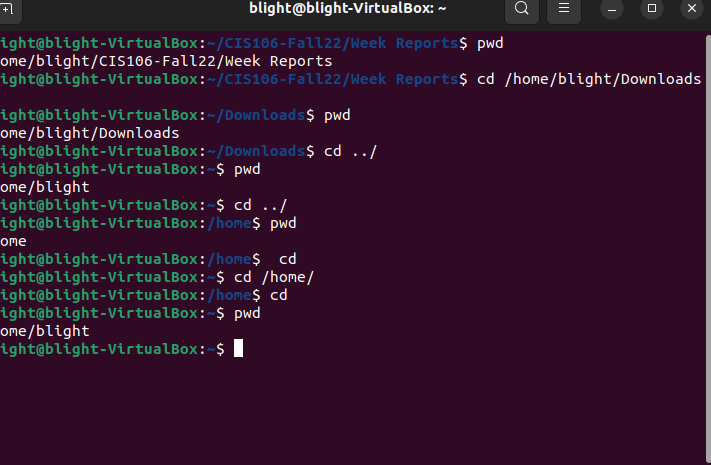 blight@blight-VirtualBox: ~
ight@blight-VirtualBox:~/CIS106-Fall22/Week Reports$ pwd
ome/blight/CIS106-Fall22/Week Reports
ight@blight-VirtualBox:~/CIS106-Fall22/Week Reports$ cd /home/blight/Downloads
ight@blight-VirtualBox:~/Downloads$ pwd
ome/blight/Downloads
ight@blight-VirtualBox:~/Downloads$ cd ../
ight@blight-VirtualBox:~$ pwd
ome/blight
ight@blight-VirtualBox:~$ cd ../
ight@blight-VirtualBox:/home$ pwd
ome
ight@blight-VirtualBox:/home$  cd
ight@blight-VirtualBox:~$ cd /home/
ight@blight-VirtualBox:/home$ cd
ight@blight-VirtualBox:~$ pwd
ome/blight
ight@blight-VirtualBox:~$